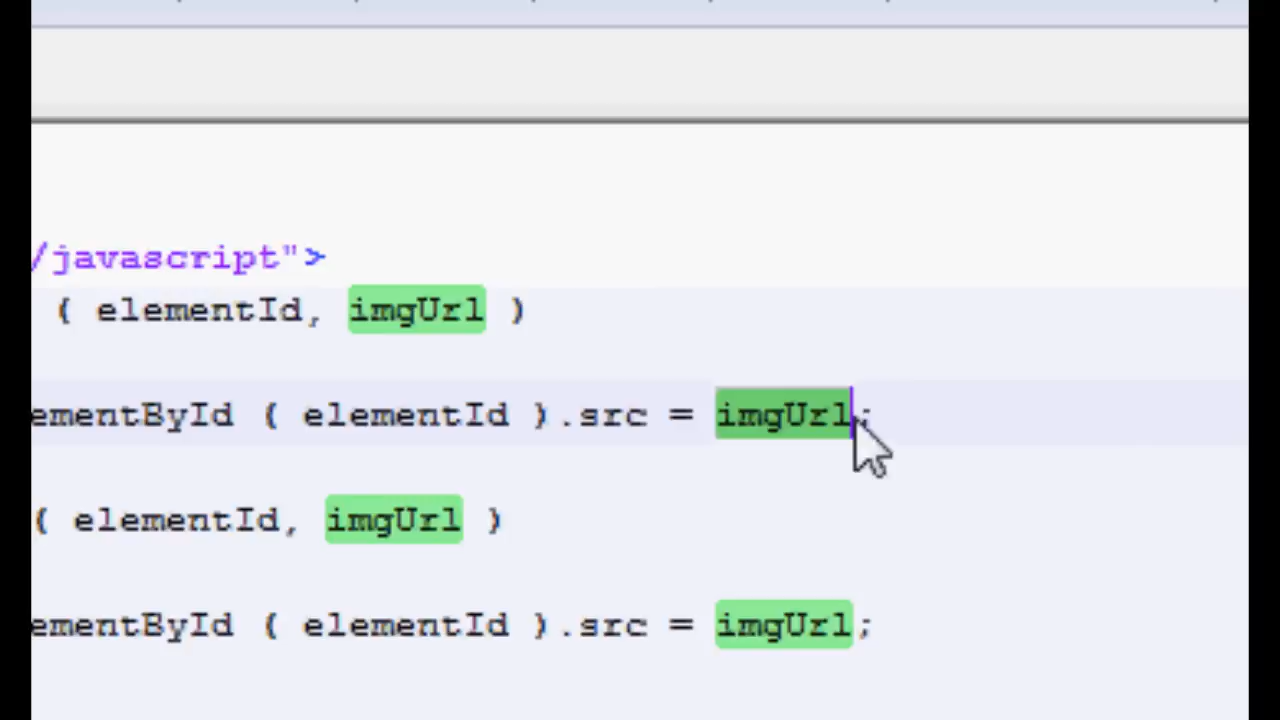 /javascript">
( elementId, imgUrl )
ementById ( elementId ).src = imgUrl;
( elementId, imgUrl )
ementById ( elementId ).src = imgUrl;